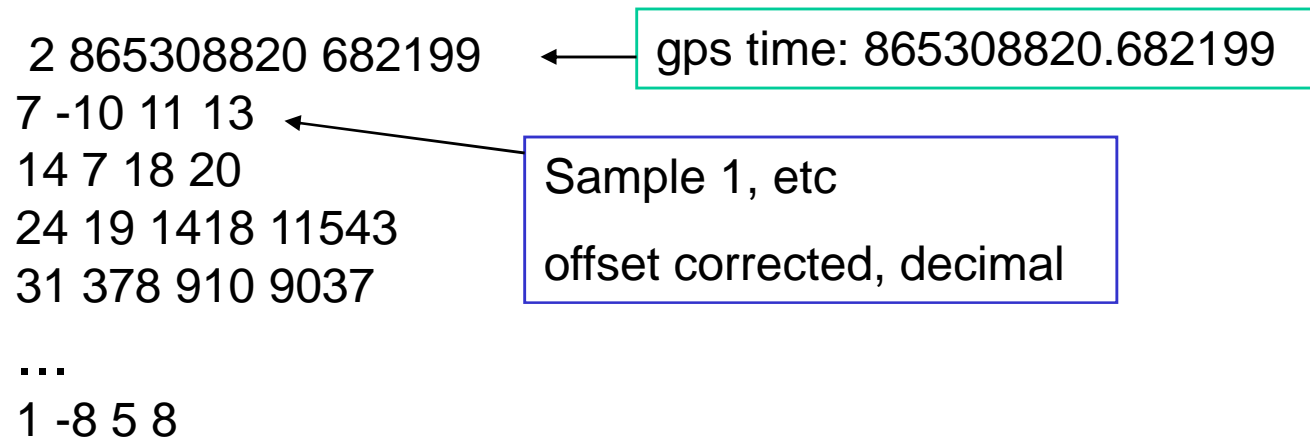 2 865308820 682199
gps time: 865308820.682199
7 -10 11 13
14 7 18 20
24 19 1418 11543
31 378 910 9037
...
1 -8 5 8
Sample 1, etc
offset corrected, decimal